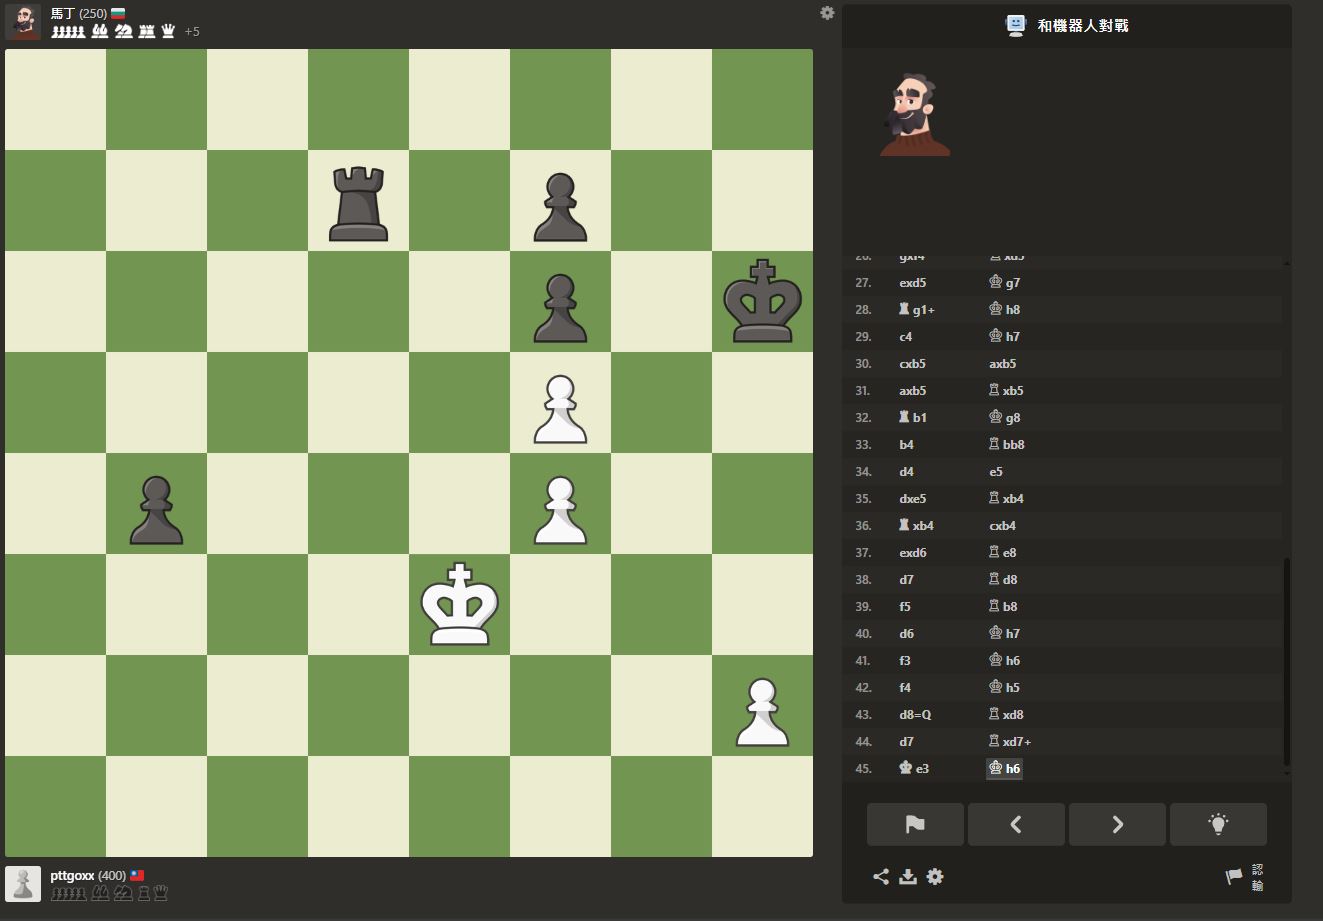 馬丁 (250)
+5
和機器人對戰
27. exd5 g7
28. g1+ h8
29. c4 h7
30. cxb5 axb5
31. axb5 xb5
32. b1 g8
33. b4 bb8
34. d4 e5
35. dxe5 xb4
36. xb4 cxb4
37. exd6 e8
38. d7 d8
39. f5 b8
40. d6 h7
41. f3 h6
42. f4 h5
43. d8=Q xd8
44. d7 xd7+
45. e3 h6
pttgoxx (400)
認
輸